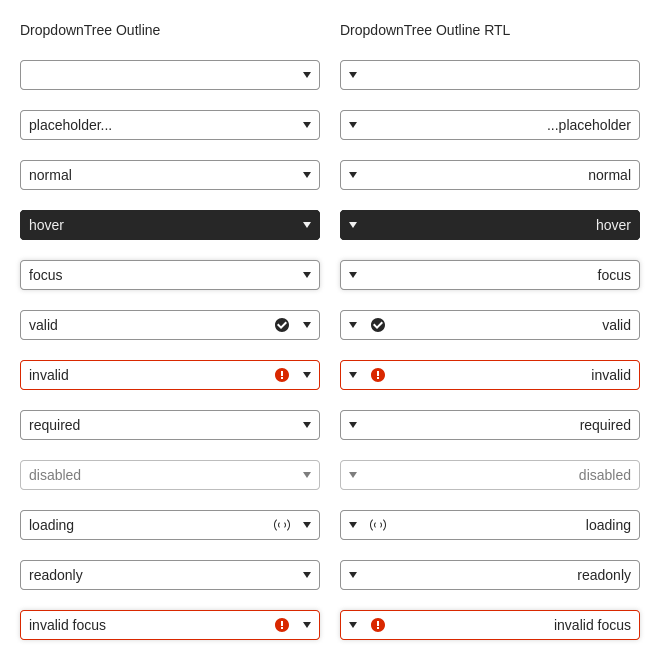 DropdownTree Outline
DropdownTree Outline RTL
placeholder...
...placeholder
normal
normal
hover
hover
focus
focus
valid
valid
invalid
invalid
required
required
disabled
disabled
loading
loading
readonly
readonly
invalid focus
invalid focus